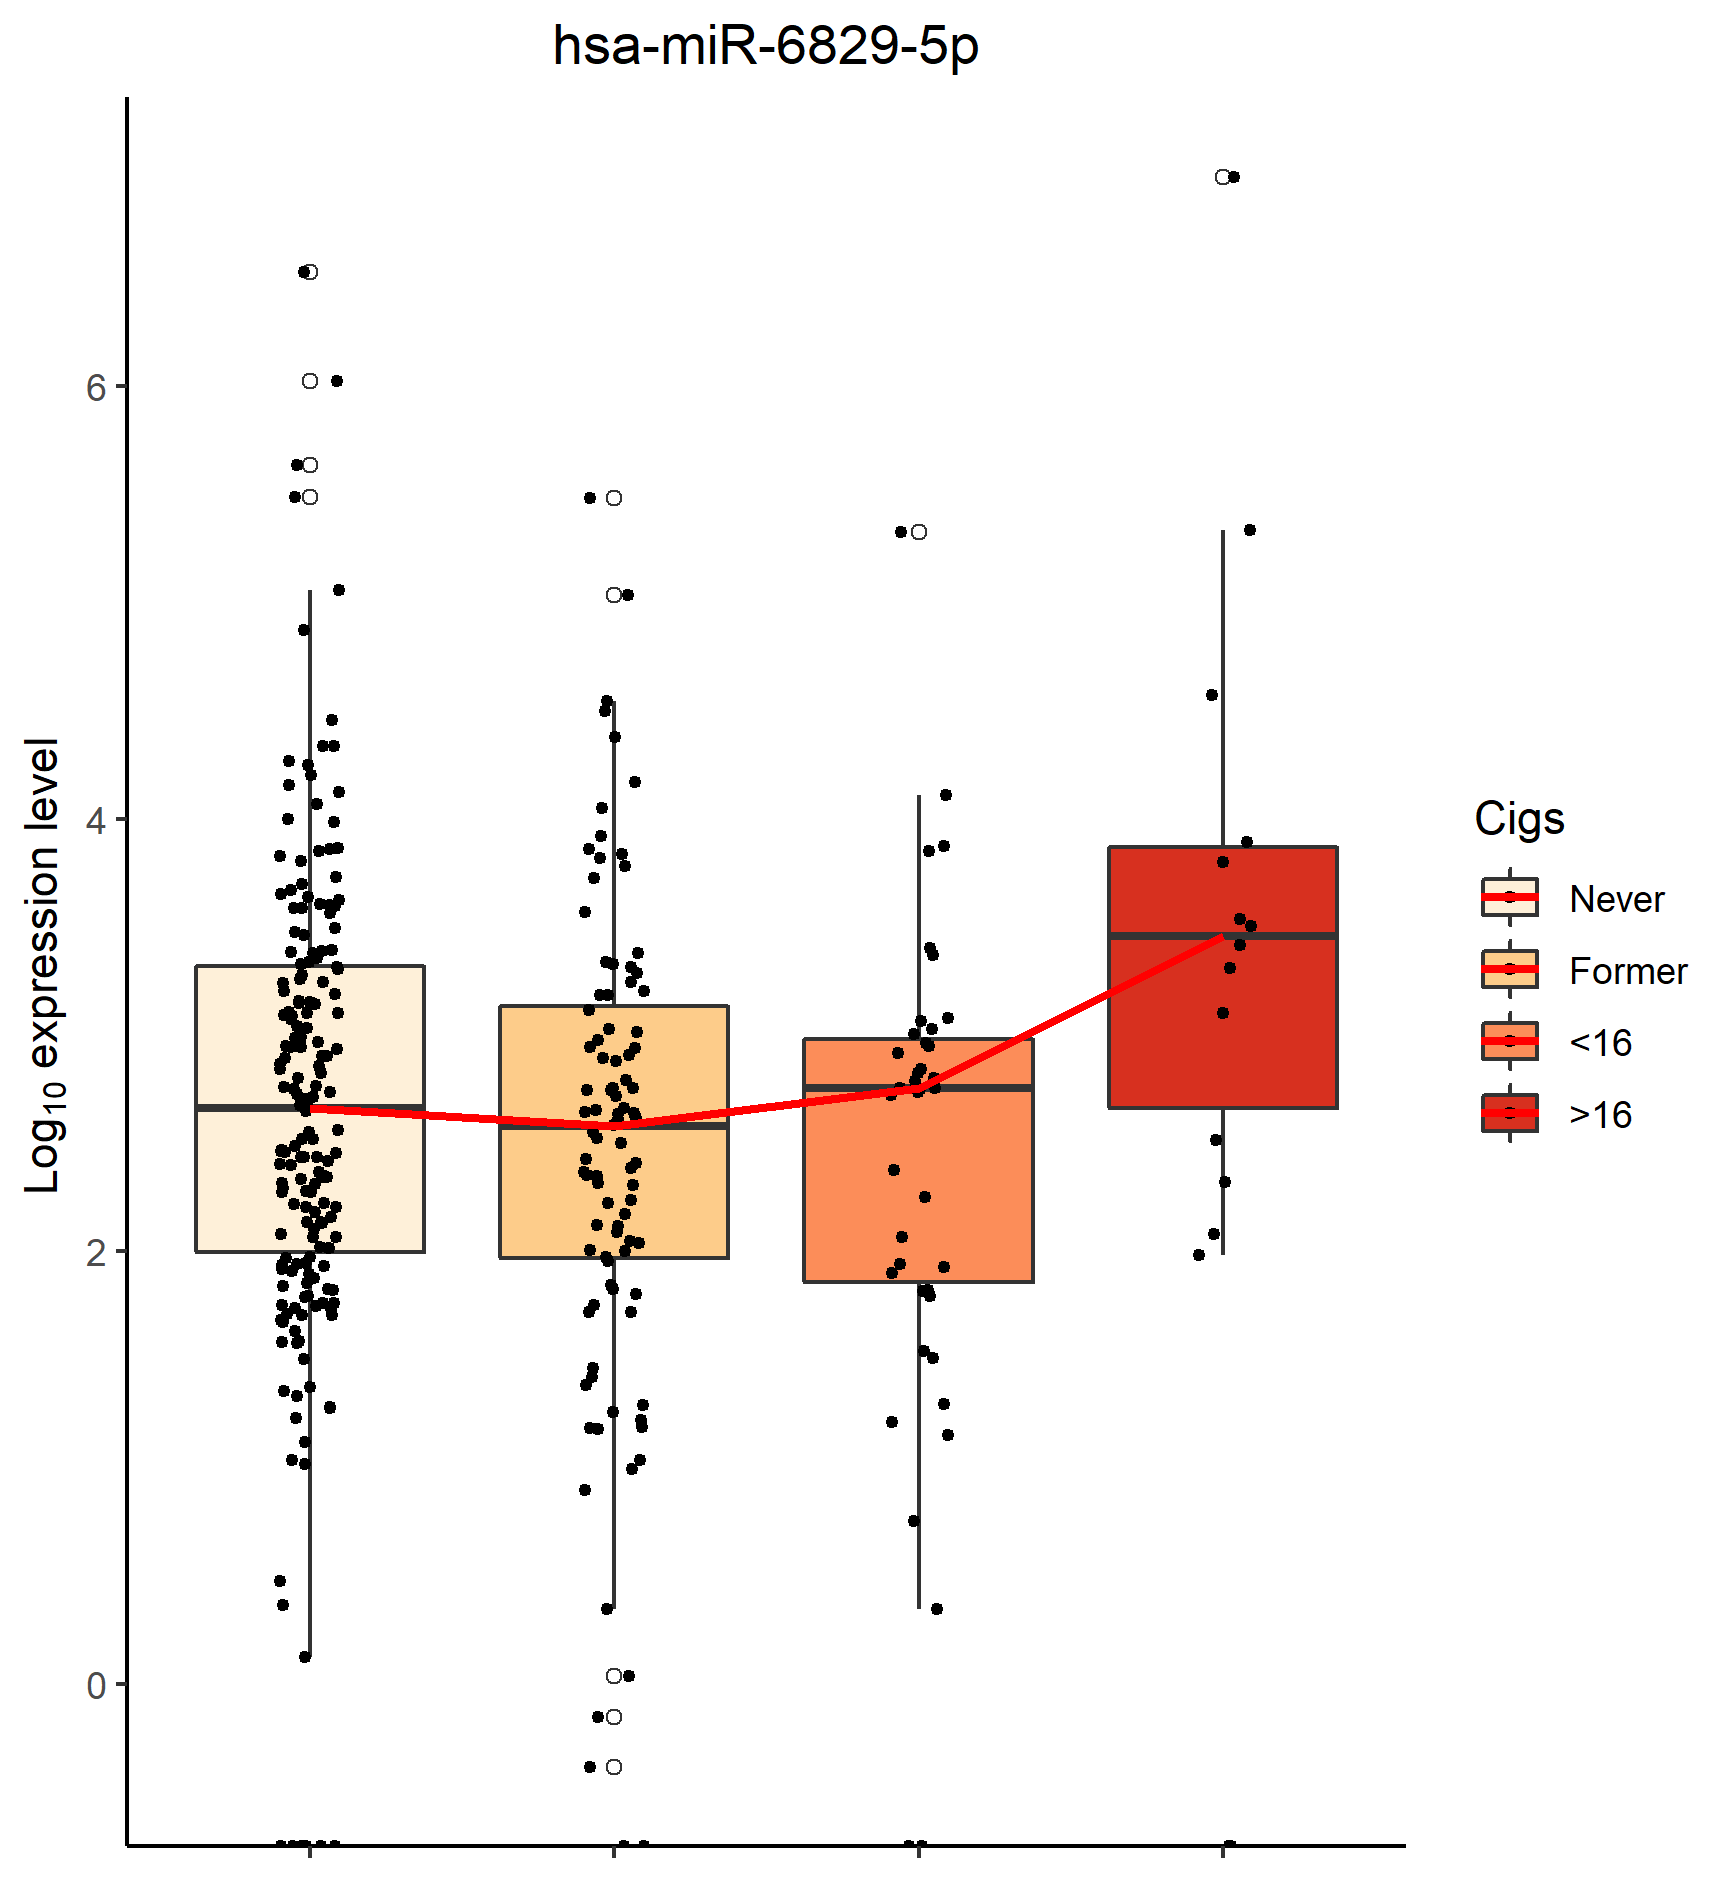 hsa-miR-6829-5p
Log10 expression level
6
4
2
0
Cigs
Never
Former
<16
>16